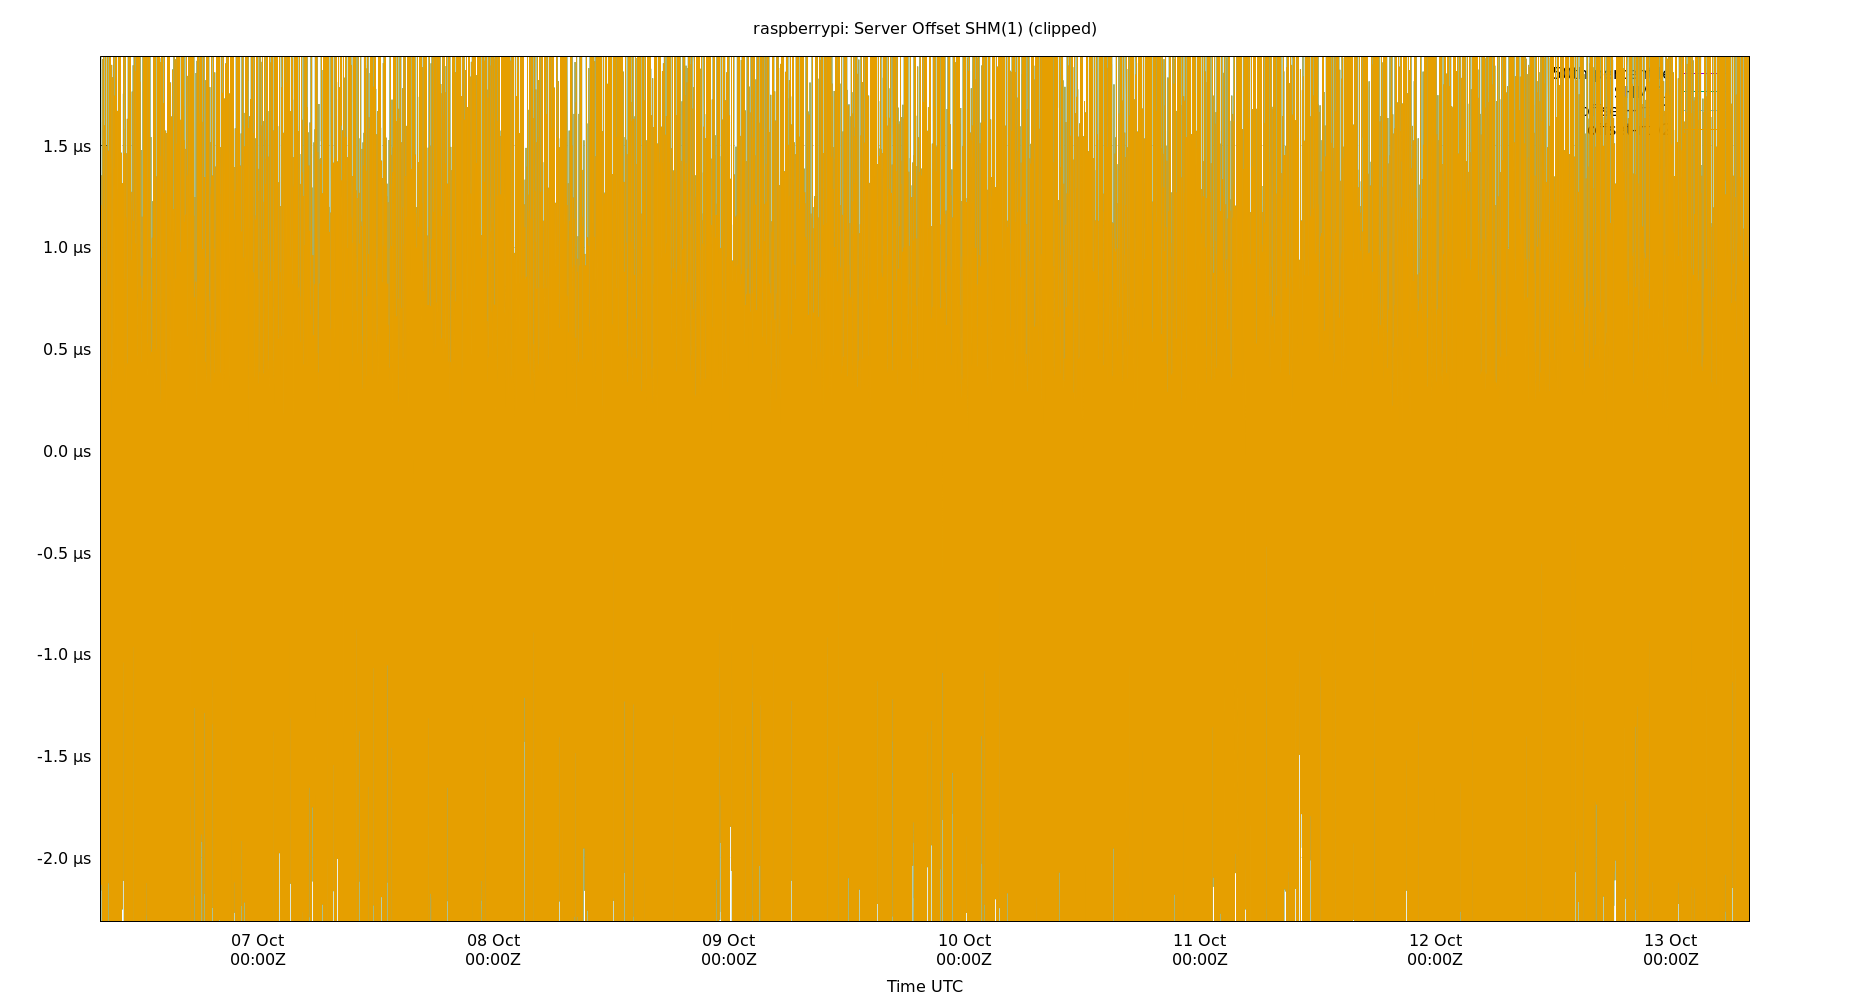 raspberrypi: Server Offset SHM(1) (clipped)
1.5 µs
1.0 µs
0.5 µs
0.0 µs
-0.5 µs
-1.0 µs
-1.5 µs
-2.0 µs
07 Oct 08 Oct 09 Oct 10 Oct 11 Oct 12 Oct 13 Oct
00:00Z 00:00Z 00:00Z 00:00Z 00:00Z 00:00Z 00:00Z
Time UTC